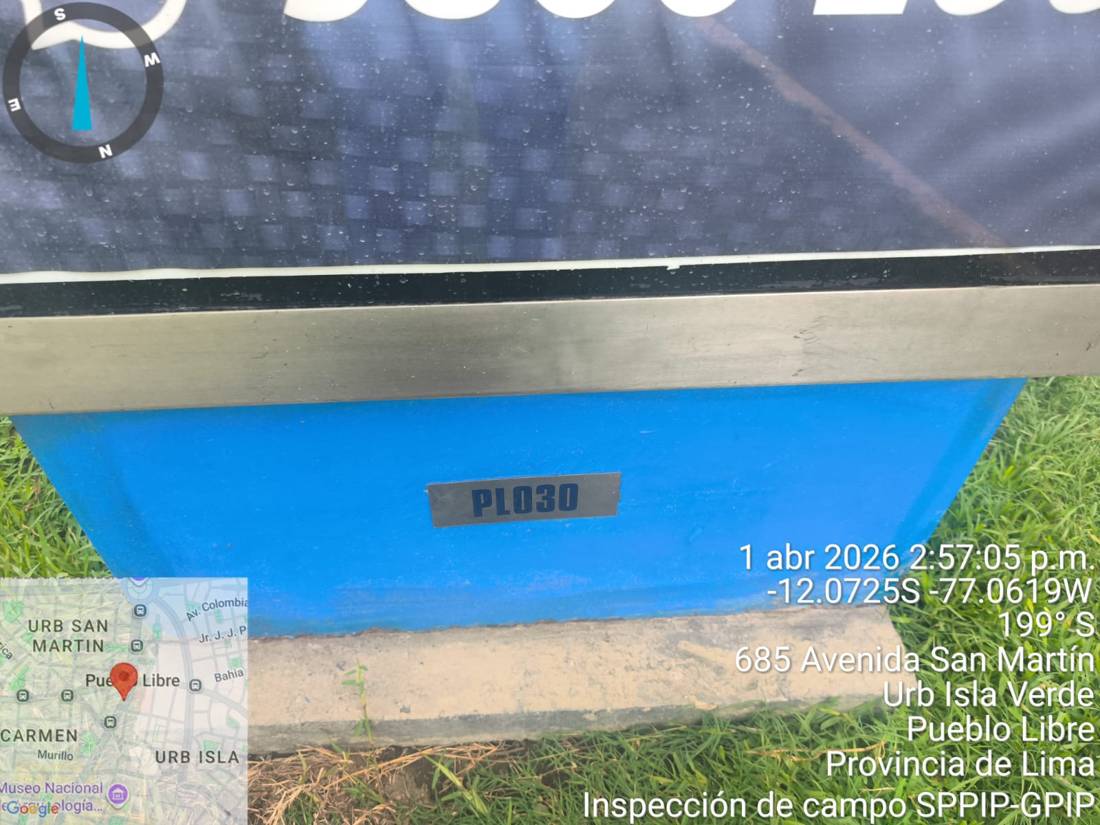 S
W
E
N
PL030
1 abr 2026 2:57:05 p.m.
-12.0725S -77.0619W
199° S
685 Avenida San Martín
Urb Isla Verde
Pueblo Libre
Provincia de Lima
Inspección de campo SPPIP-GPIP
Av. Colombia
URB SAN
MARTIN
Jr. J. J. P
Bahia
Libre
CARMEN
Murillo
URB ISLA
Museo Nacional
Google